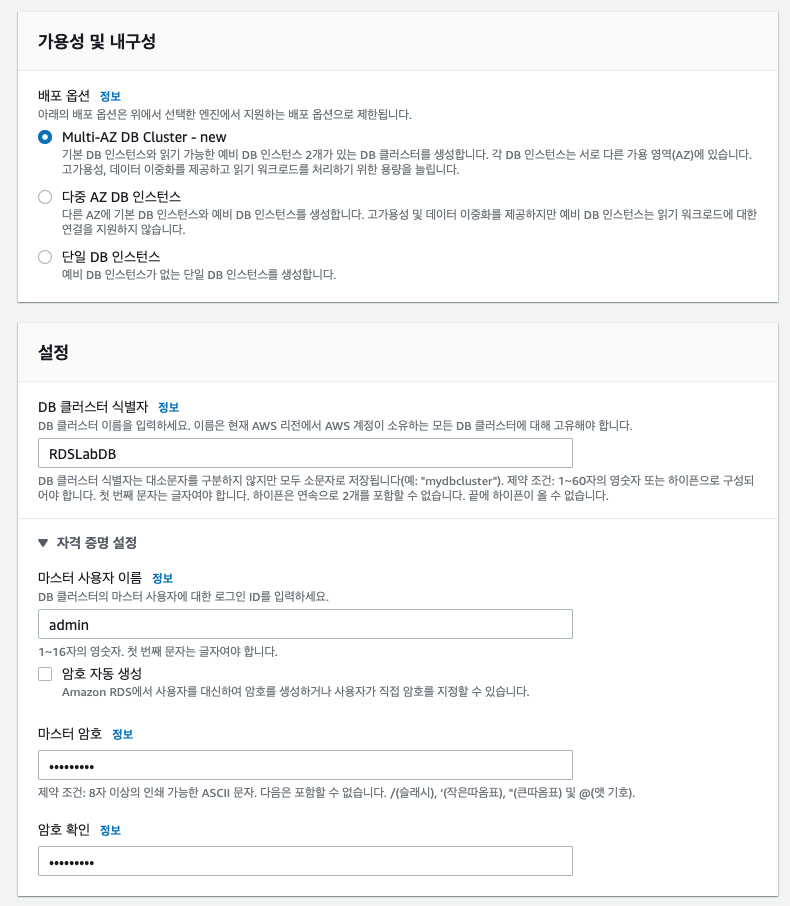 가용성 및 내구성
배포 옵션 정보
아래의 배포 옵션은 위에서 선택한 엔진에서 지원하는 배포 옵션으로 제한됩니다.
Multi-AZ DB Cluster - new
기본 DB 인스턴스와 읽기 가능한 예비 DB 인스턴스 2개가 있는 DB 클러스터를 생성합니다. 각 DB 인스턴스는 서로 다른 가용 영역(AZ)에 있습니다.
고가용성, 데이터 이중화를 제공하고 읽기 워크로드를 처리하기 위한 용량을 늘립니다.
다중 AZ DB 인스턴스
다른 AZ에 기본 DB 인스턴스와 예비 DB 인스턴스를 생성합니다. 고가용성 및 데이터 이중화를 제공하지만 예비 DB 인스턴스는 읽기 워크로드에 대한
연결을 지원하지 않습니다.
단일 DB 인스턴스
예비 DB 인스턴스가 없는 단일 DB 인스턴스를 생성합니다.
설정
DB 클러스터 식별자 정보
DB 클러스터 이름을 입력하세요. 이름은 현재 AWS 리전에서 AWS 계정이 소유하는 모든 DB 클러스터에 대해 고유해야 합니다.
RDSLabDB
DB 클러스터 식별자는 대소문자를 구분하지 않지만 모두 소문자로 저장됩니다(예: "mydbcluster"). 제약 조건: 1~60자의 영숫자 또는 하이픈으로 구성되
어야 합니다. 첫 번째 문자는 글자여야 합니다. 하이픈은 연속으로 2개를 포함할 수 없습니다. 끝에 하이픈이 올 수 없습니다.
▼ 자격 증명 설정
마스터 사용자 이름 정보
DB 클러스터의 마스터 사용자에 대한 로그인 ID를 입력하세요.
admin
1~16자의 영숫자. 첫 번째 문자는 글자여야 합니다.
암호 자동 생성
Amazon RDS에서 사용자를 대신하여 암호를 생성하거나 사용자가 직접 암호를 지정할 수 있습니다.
마스터 암호 정보
•••••••••
제약 조건: 8자 이상의 인쇄 가능한 ASCII 문자. 다음은 포함할 수 없습니다. /(슬래시), '(작은따옴표), "(큰따옴표) 및 @(앳 기호).
암호 확인 정보
•••••••••